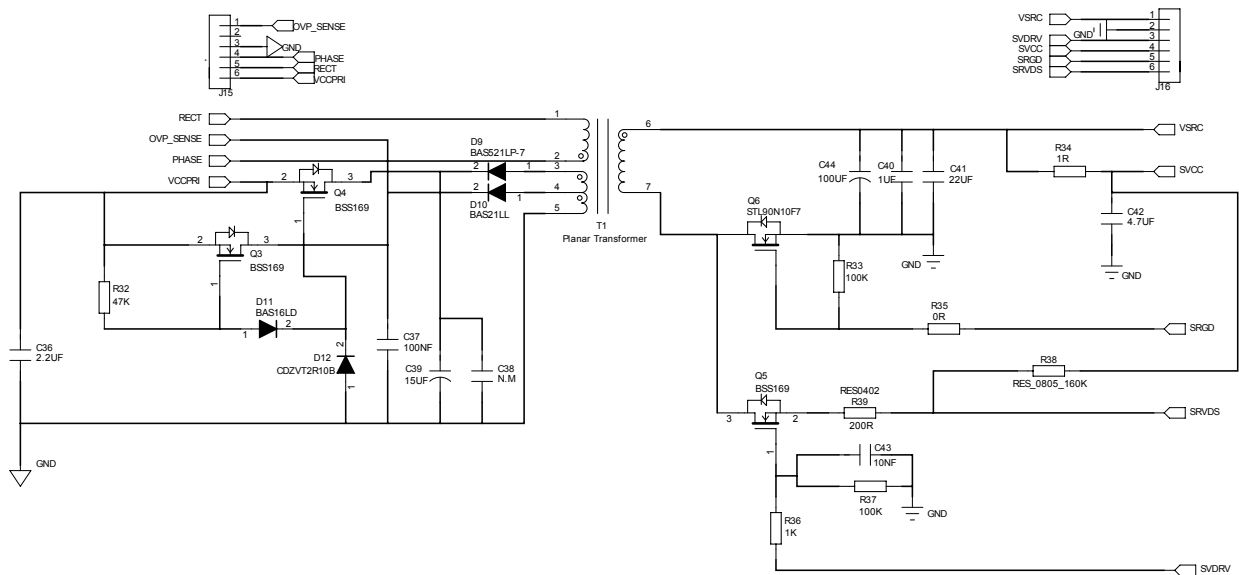 1
2
3
4
5
6
OVP_SENSE
GND
PHASE
RECT
VCCPRI
J15
VSRC
GND
SVDRV
SVCC
SRGD
SRVDS
1
2
3
4
5
6
J16
RECT
OVP_SENSE
PHASE
VCCPRI
D9
BAS521LP-7
2
1
D10
BAS21LL
2
1
1
2
3
4
5
6
7
T1
Planar Transformer
2
3
1
Q4
BSS169
2
3
1
Q3
BSS169
R32
47K
D11
BAS16LD
1
2
D12
CDZVT2R10B
2
1
C36
2.2UF
C37
100NF
C39
15UF
C38
N.M
GND
C44
100UF
C40
1UF
C41
22UF
R34
1R
VSRC
SVCC
C42
4.7UF
GND
Q6
STL90N10F7
GND
R33
100K
R35
0R
SRGD
R38
RES_0805_160K
Q5
BSS169
3
2
1
RES0402
R39
200R
SRVDS
C43
10NF
R37
100K
GND
R36
1K
SVDRV